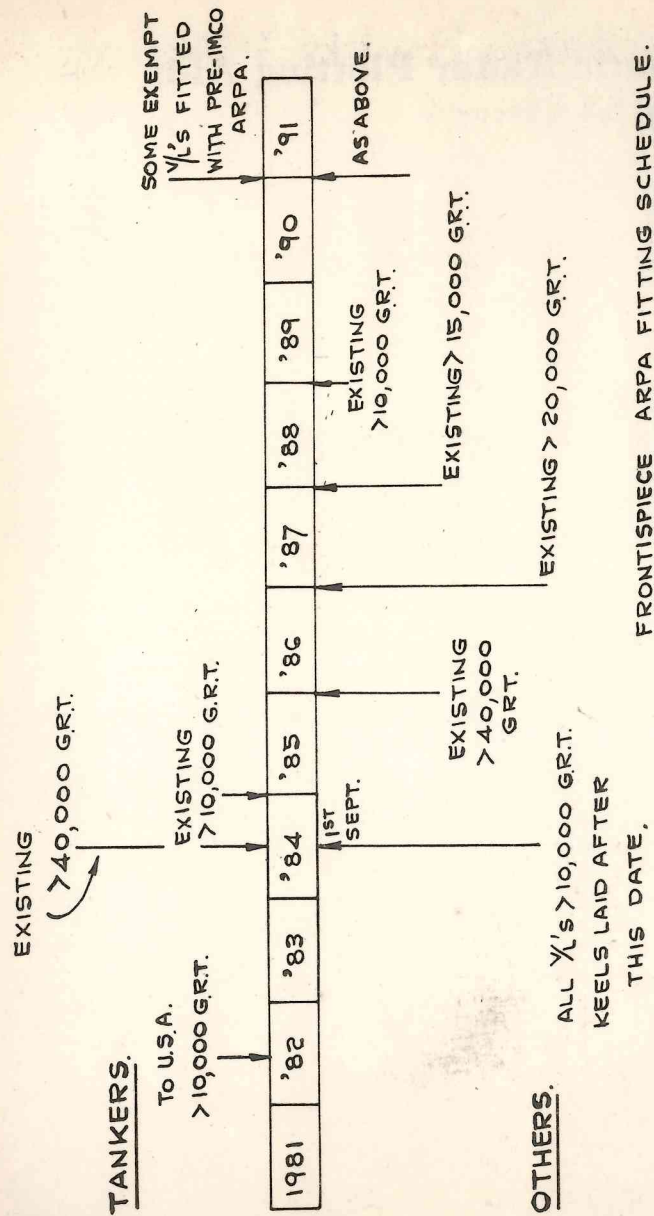 TANKERS.
TO U.S.A.
>10,000 G.R.T.
EXISTING
>40,000 G.R.T.
EXISTING
>10,000 G.R.T.
SOME EXEMPT
V/L's FITTED
WITH PRE-IMCO
ARPA.
1981 '82 '83 '84 '85 '86 '87 '88 '89 '90 '91
1ST
SEPT.
AS ABOVE.
EXISTING
>10,000 G.R.T.
EXISTING > 15,000 G.R.T.
EXISTING > 20,000 G.R.T.
EXISTING
>40,000
GRT.
OTHERS.
ALL V/L's >10,000 G.R.T.
KEELS LAID AFTER
THIS DATE.
FRONTISPIECE ARPA FITTING SCHEDULE.